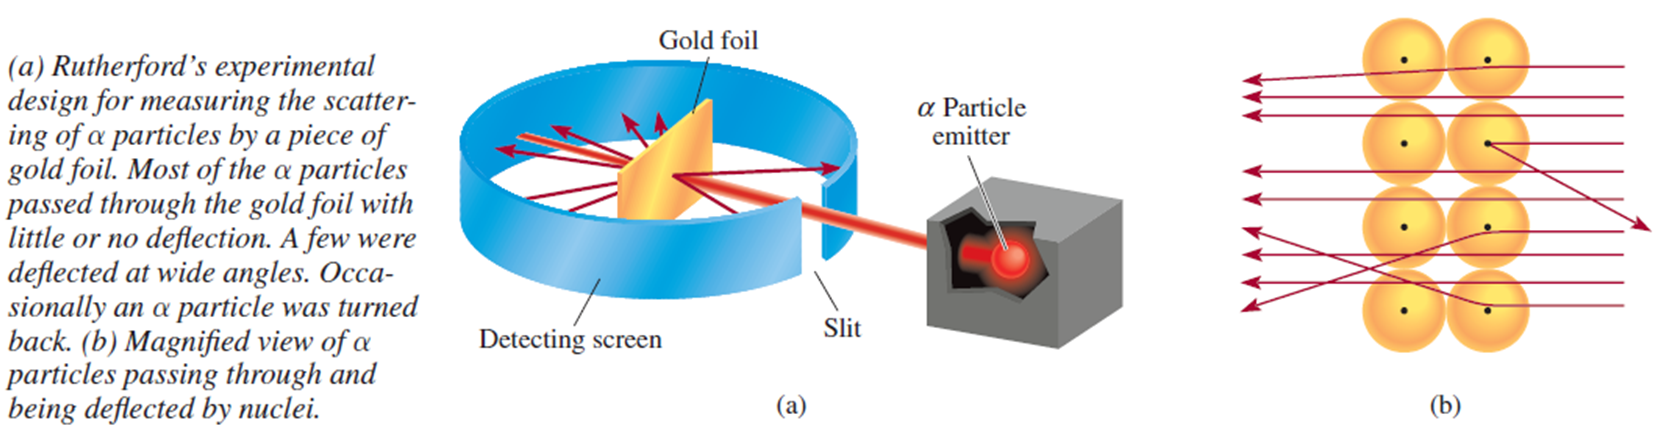 (a) Rutherford's experimental
design for measuring the scatter-
ing of α particles by a piece of
gold foil. Most of the α particles
passed through the gold foil with
little or no deflection. A few were
deflected at wide angles. Occa-
sionally an α particle was turned
back. (b) Magnified view of α
particles passing through and
being deflected by nuclei.
Gold foil
α Particle
emitter
Detecting screen
Slit
(a)
(b)